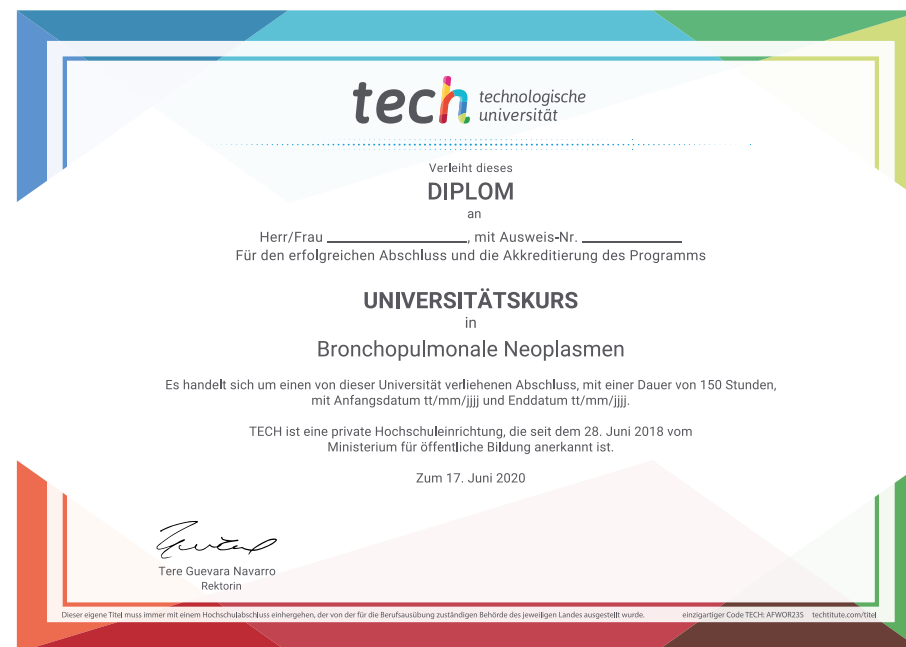 tech technologische
universität
Verleiht dieses
DIPLOM
an
Herr/Frau ____________________, mit Ausweis-Nr. ______________
Für den erfolgreichen Abschluss und die Akkreditierung des Programms
UNIVERSITÄTSKURS
in
Bronchopulmonale Neoplasmen
Es handelt sich um einen von dieser Universität verliehenen Abschluss, mit einer Dauer von 150 Stunden,
mit Anfangsdatum tt/mm/jjjj und Enddatum tt/mm/jjjj.
TECH ist eine private Hochschuleinrichtung, die seit dem 28. Juni 2018 vom
Ministerium für öffentliche Bildung anerkannt ist.
Zum 17. Juni 2020
Tere Guevara Navarro
Rektorin
Dieser eigene Titel muss immer mit einem Hochschulabschluss einhergehen, der von der für die Berufsausübung zuständigen Behörde des jeweiligen Landes ausgestellt wurde. einzigartiger Code TECH: AFWOR23S techtitute.com/titel